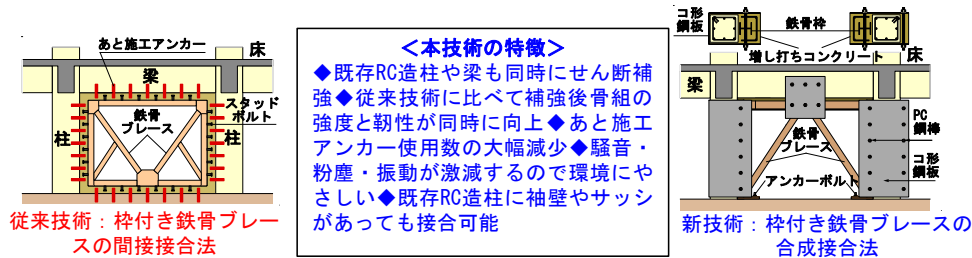 あと施工アンカー
床
梁
スタッド
ボルト
柱
鉄骨
ブレース
柱
従来技術：枠付き鉄骨ブレー
スの間接接合法
＜本技術の特徴＞
◆既存RC造柱や梁も同時にせん断補
強◆従来技術に比べて補強後骨組の
強度と靭性が同時に向上◆あと施工
アンカー使用数の大幅減少◆騒音・
粉塵・振動が激減するので環境にや
さしい◆既存RC造柱に袖壁やサッシ
があっても接合可能
コ形
鋼板
鉄骨枠
増し打ちコンクリート
床
梁
PC
鋼棒
鉄骨
ブレース
コ形
鋼板
アンカーボルト
新技術：枠付き鉄骨ブレースの
合成接合法